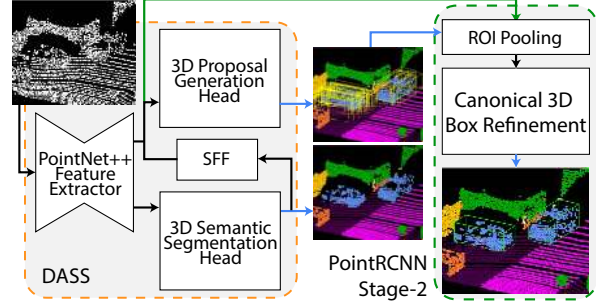 3D Proposal
Generation
Head
PointNet++
Feature
Extractor
SFF
3D Semantic
Segmentation
Head
DASS
ROI Pooling
Canonical 3D
Box Refinement
PointRCNN
Stage-2